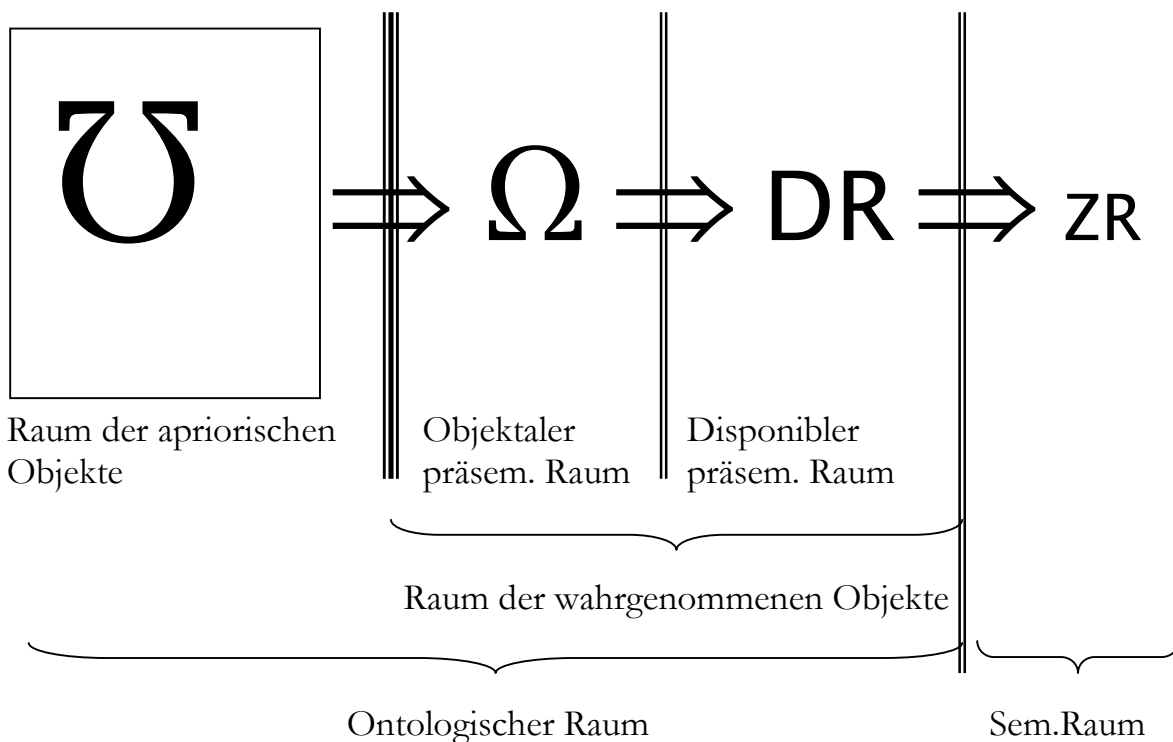 ℧ ⇒ Ω ⇒ DR ⇒ ZR
Raum der apriorischen
Objekte
Objektaler
präsem. Raum
Disponibler
präsem. Raum
Raum der wahrgenommenen Objekte
Ontologischer Raum
Sem.Raum